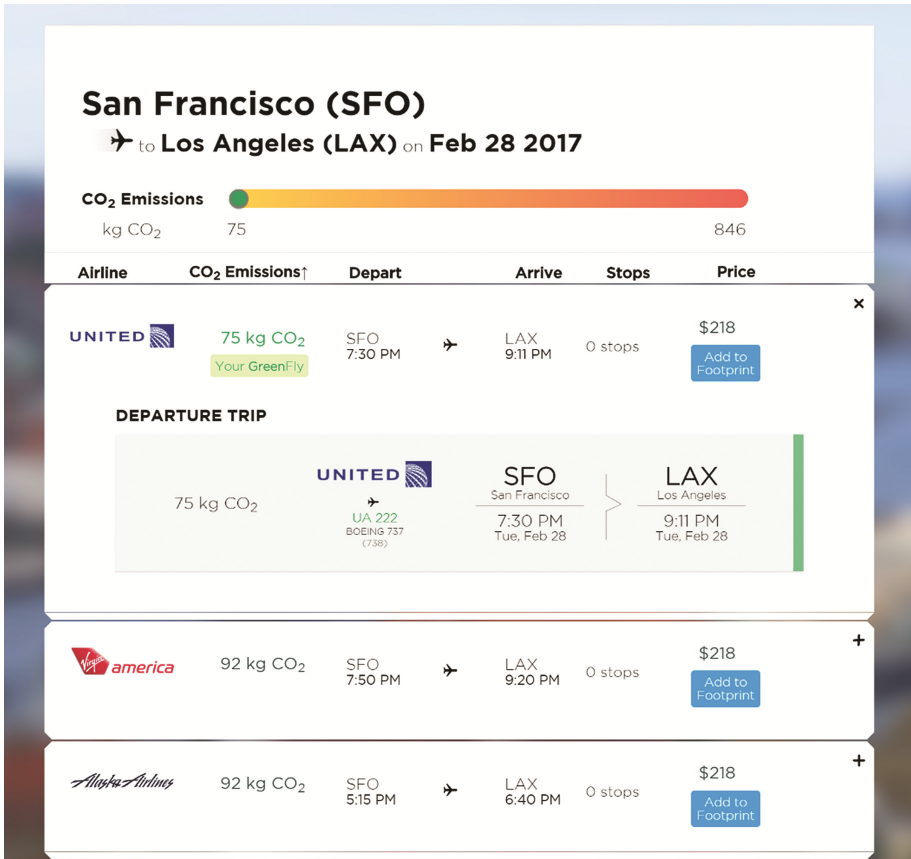 San Francisco (SFO)
to Los Angeles (LAX) on Feb 28 2017
CO₂ Emissions
kg CO₂ 75 846
Airline CO₂ Emissions↑ Depart Arrive Stops Price
UNITED 75 kg CO₂ SFO LAX 0 stops $218
Your GreenFly 7:30 PM 9:11 PM Add to
Footprint
DEPARTURE TRIP
75 kg CO₂
UNITED
UA 222
BOEING 737
(738)
SFO
San Francisco
7:30 PM
Tue, Feb 28
LAX
Los Angeles
9:11 PM
Tue, Feb 28
Virgin america 92 kg CO₂ SFO LAX 0 stops $218
7:50 PM 9:20 PM Add to
Footprint
Alaska Airlines 92 kg CO₂ SFO LAX 0 stops $218
5:15 PM 6:40 PM Add to
Footprint